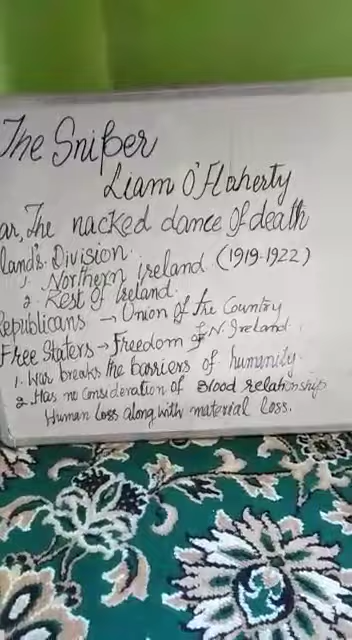 The Sniper
Liam O'Flaherty
ar, The nacked dance of death
land's Division.
1. Northern ireland (1919-1922)
2. Rest of ireland.
Republicans → Union of the Country
Free Staters → Freedom of N. Ireland.
1. War breaks the barriers of humanity.
2. Has no consideration of Blood relationships
Human Loss along with material Loss.